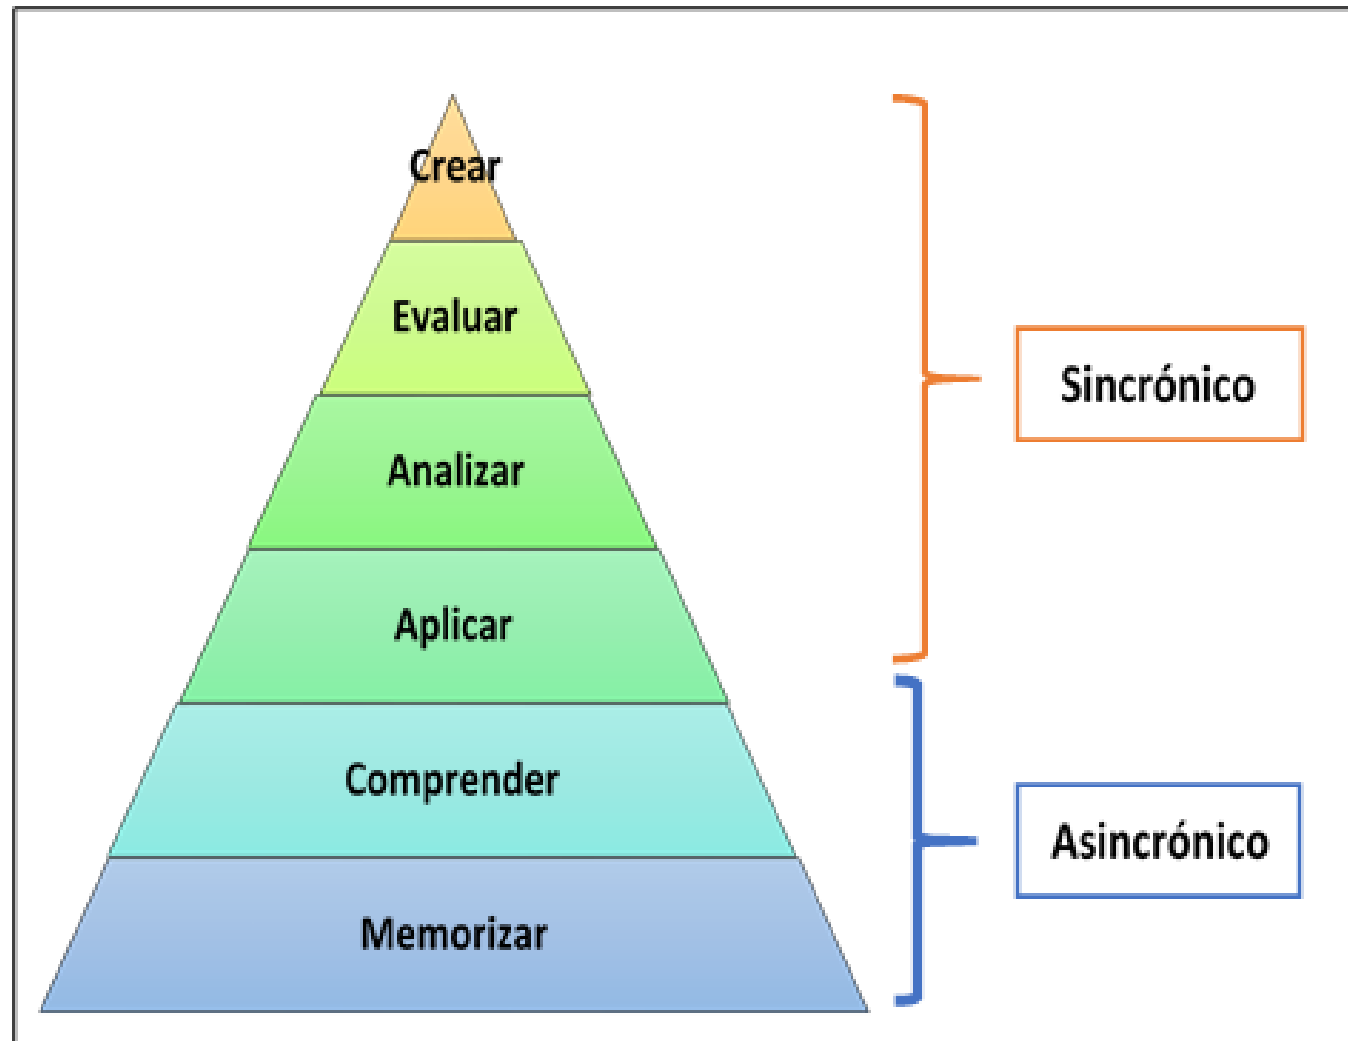 Crear
Evaluar
Analizar
Aplicar
Comprender
Memorizar
Sincrónico
Asincrónico